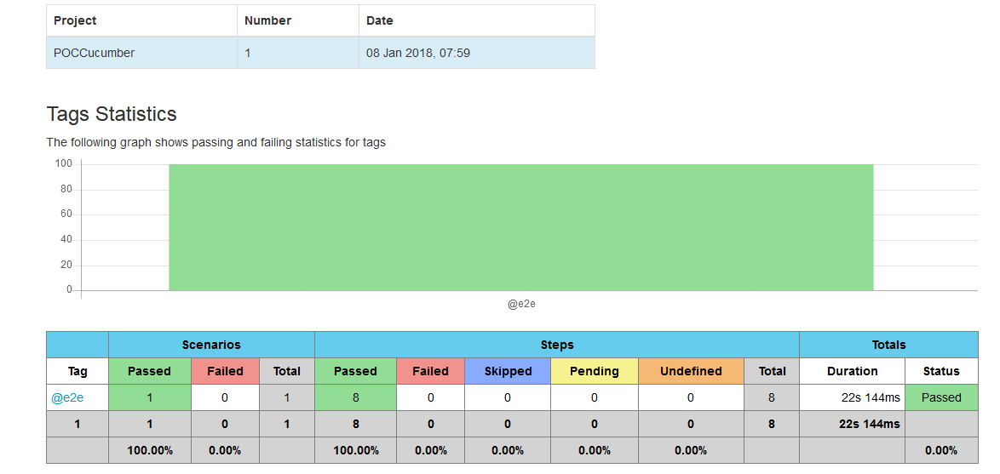 Project Number Date
POCCucumber 1 08 Jan 2018, 07:59
Tags Statistics
The following graph shows passing and failing statistics for tags
100
80
60
40
20
0
@e2e
Scenarios Steps Totals
Tag Passed Failed Total Passed Failed Skipped Pending Undefined Total Duration Status
@e2e 1 0 1 8 0 0 0 0 8 22s 144ms Passed
1 1 0 1 8 0 0 0 0 8 22s 144ms
100.00% 0.00% 100.00% 0.00% 0.00% 0.00% 0.00% 0.00%